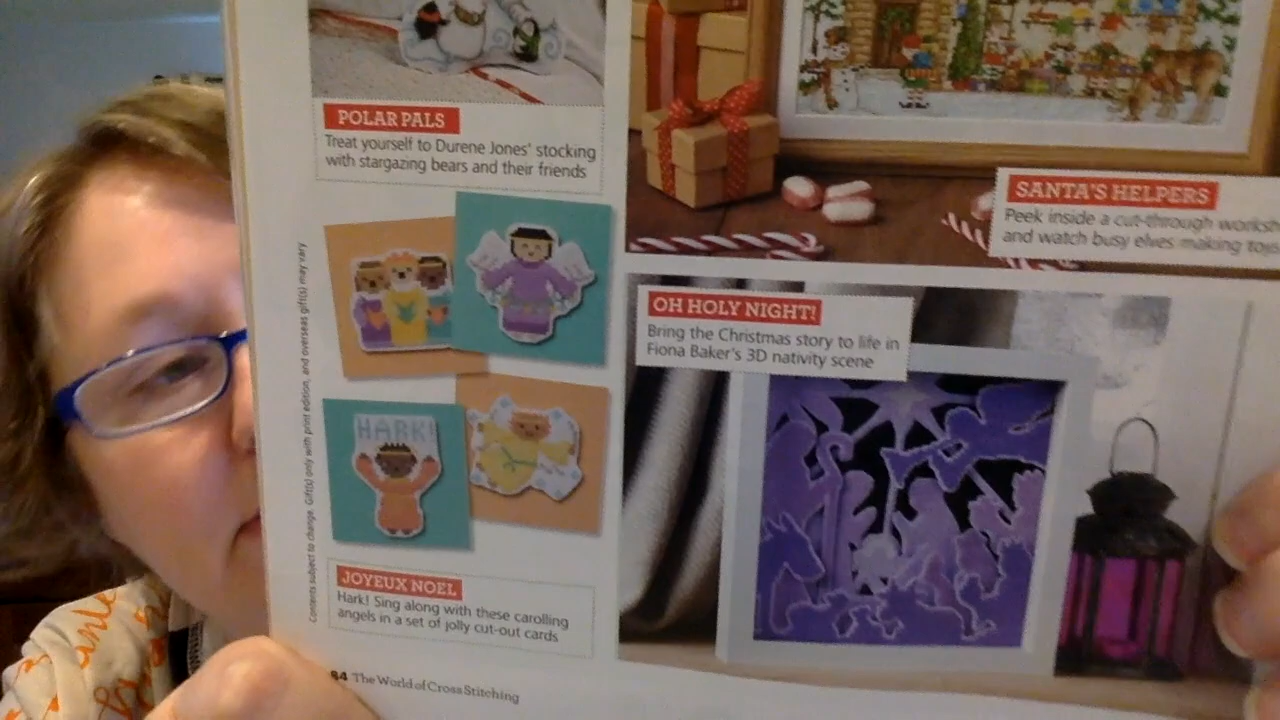 POLAR PALS
Treat yourself to Durene Jones' stocking
with stargazing bears and their friends
SANTA'S HELPERS
Peek inside a cut-through
and watch busy elves making toys
OH HOLY NIGHT!
Bring the Christmas story to life in
Fiona Baker's 3D nativity scene
HARK!
JOYEUX NOEL
Hark! Sing along with these carolling
angels in a set of jolly cut-out cards
Contents subject to change. Gift(s) only with print edition, and overseas gift(s) may vary
84 The World of Cross Stitching